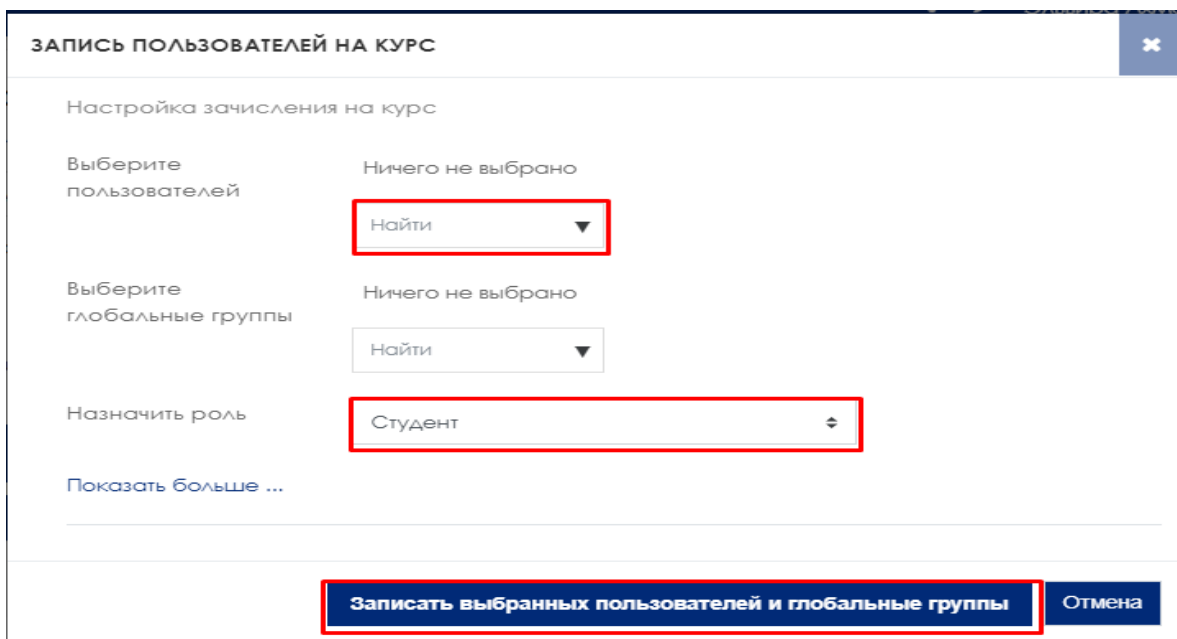 ЗАПИСЬ ПОЛЬЗОВАТЕЛЕЙ НА КУРС
Настройка зачисления на курс
Выберите
пользователей
Ничего не выбрано
Найти
Выберите
глобальные группы
Ничего не выбрано
Найти
Назначить роль
Студент
Показать больше ...
Записать выбранных пользователей и глобальные группы
Отмена